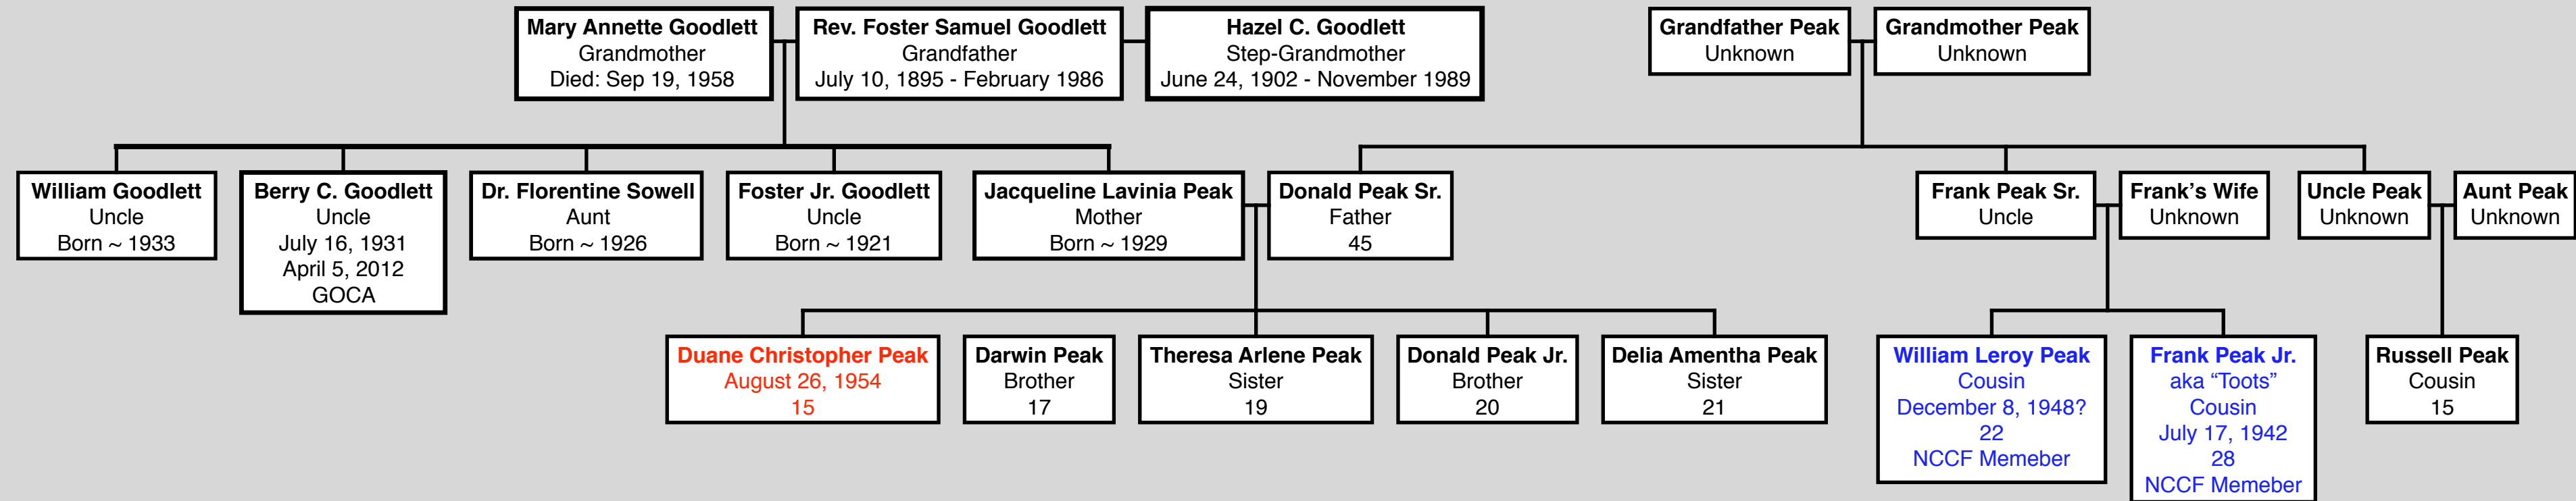 Mary Annette Goodlett
Grandmother
Died: Sep 19, 1958
Rev. Foster Samuel Goodlett
Grandfather
July 10, 1895 - February 1986
Hazel C. Goodlett
Step-Grandmother
June 24, 1902 - November 1989
Grandfather Peak
Unknown
Grandmother Peak
Unknown
William Goodlett
Uncle
Born ~ 1933
Berry C. Goodlett
Uncle
July 16, 1931
April 5, 2012
GOCA
Dr. Florentine Sowell
Aunt
Born ~ 1926
Foster Jr. Goodlett
Uncle
Born ~ 1921
Jacqueline Lavinia Peak
Mother
Born ~ 1929
Donald Peak Sr.
Father
45
Frank Peak Sr.
Uncle
Frank’s Wife
Unknown
Uncle Peak
Unknown
Aunt Peak
Unknown
Duane Christopher Peak
August 26, 1954
15
Darwin Peak
Brother
17
Theresa Arlene Peak
Sister
19
Donald Peak Jr.
Brother
20
Delia Amentha Peak
Sister
21
William Leroy Peak
Cousin
December 8, 1948?
22
NCCF Memeber
Frank Peak Jr.
aka “Toots”
Cousin
July 17, 1942
28
NCCF Memeber
Russell Peak
Cousin
15